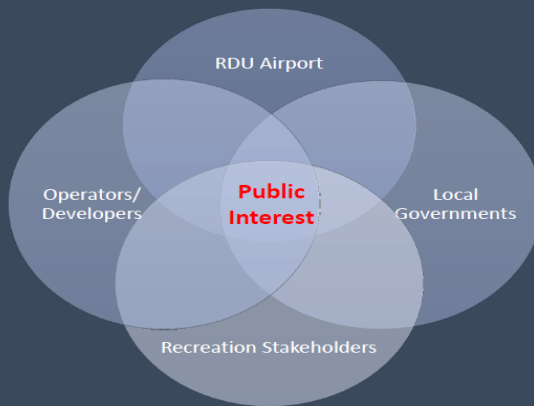 RDU Airport
Operators/
Developers
Public
Interest
Local
Governments
Recreation Stakeholders